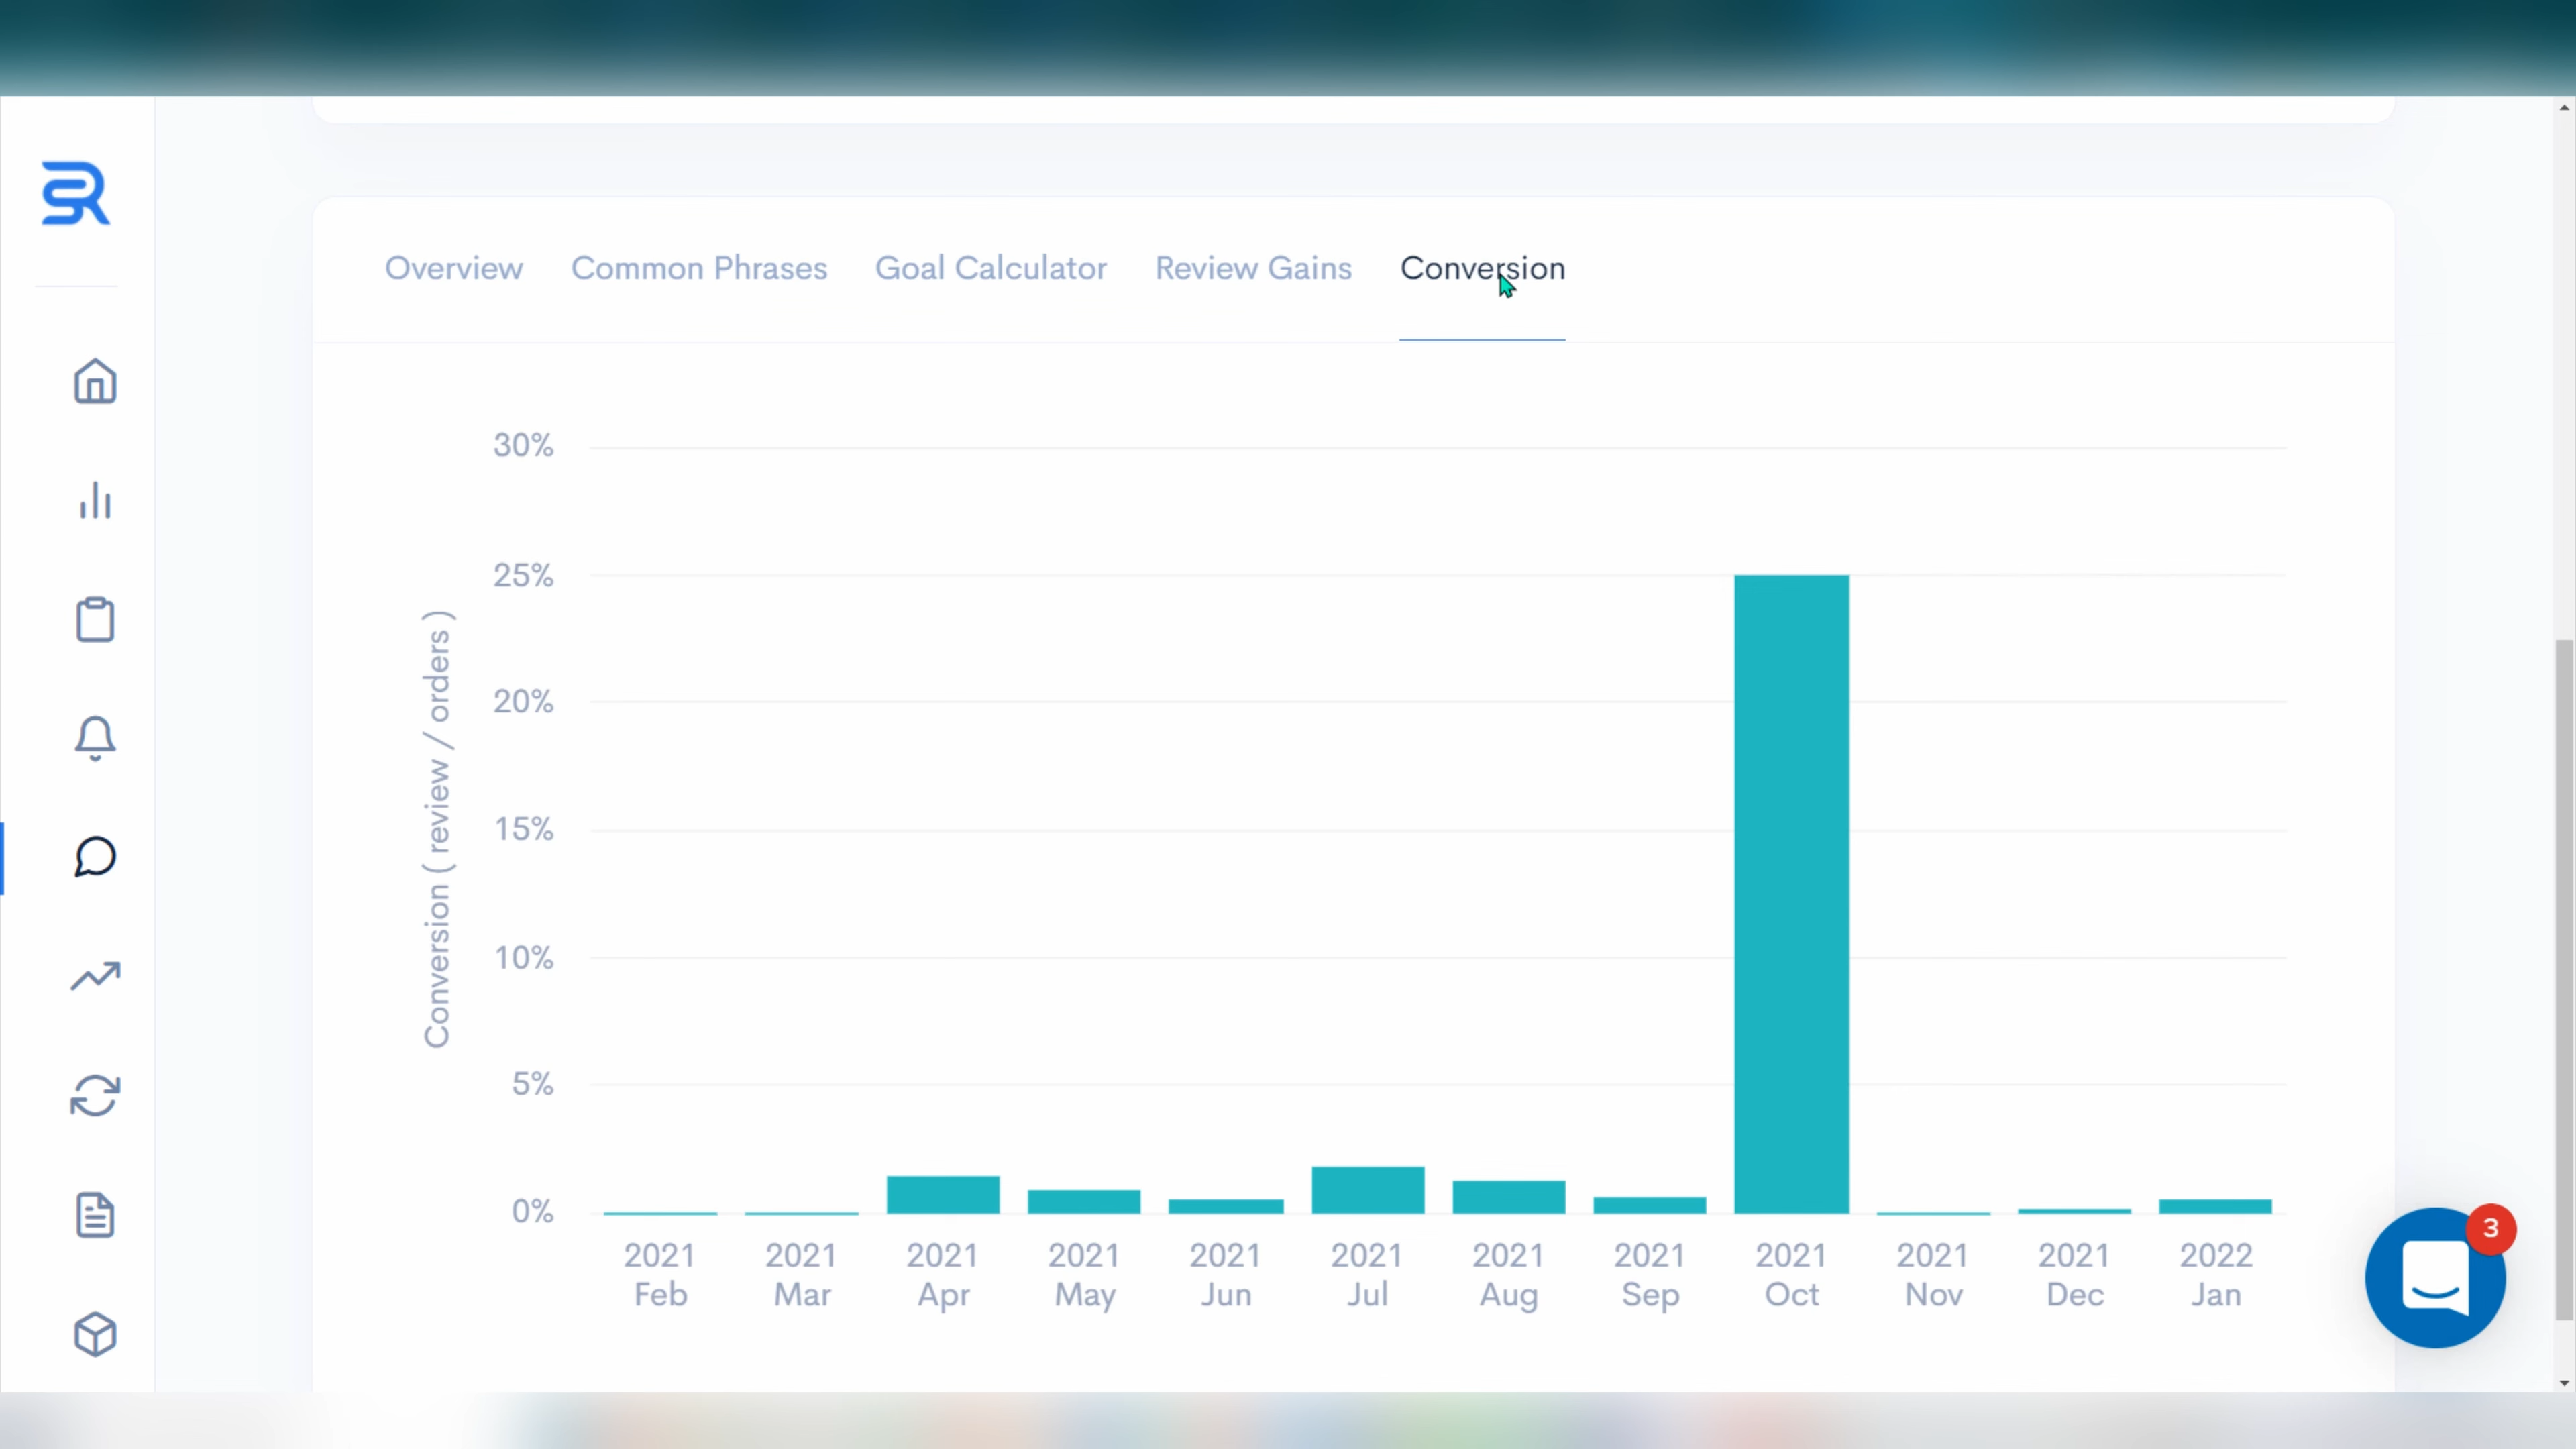 Overview Common Phrases Goal Calculator Review Gains Conversion
Conversion ( review / orders )
30%
25%
20%
15%
10%
5%
0%
2021 2021 2021 2021 2021 2021 2021 2021 2021 2021 2021 2022
Feb Mar Apr May Jun Jul Aug Sep Oct Nov Dec Jan
3